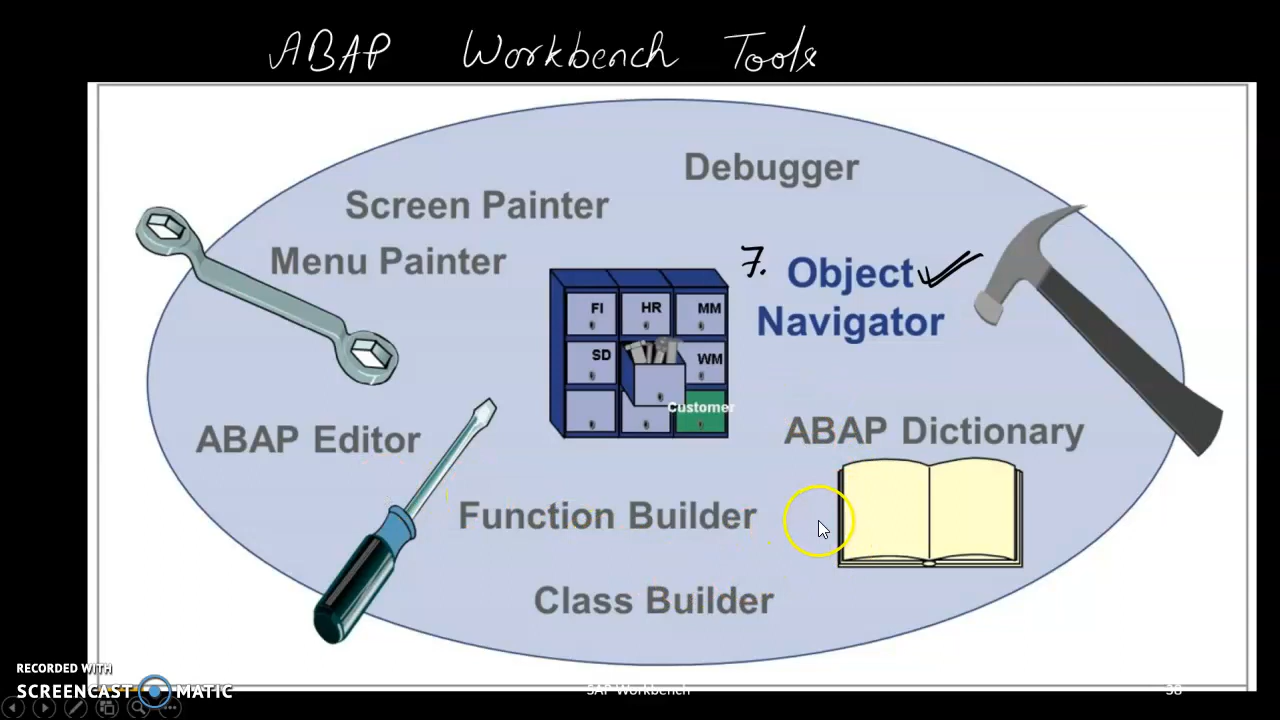 ABAP Workbench Tools
Debugger
Screen Painter
Menu Painter
7. Object
Navigator
FI HR MM
SD WM
Customer
ABAP Editor
ABAP Dictionary
Function Builder
Class Builder
RECORDED WITH
SCREENCAST MATIC
SAP Workbench
38